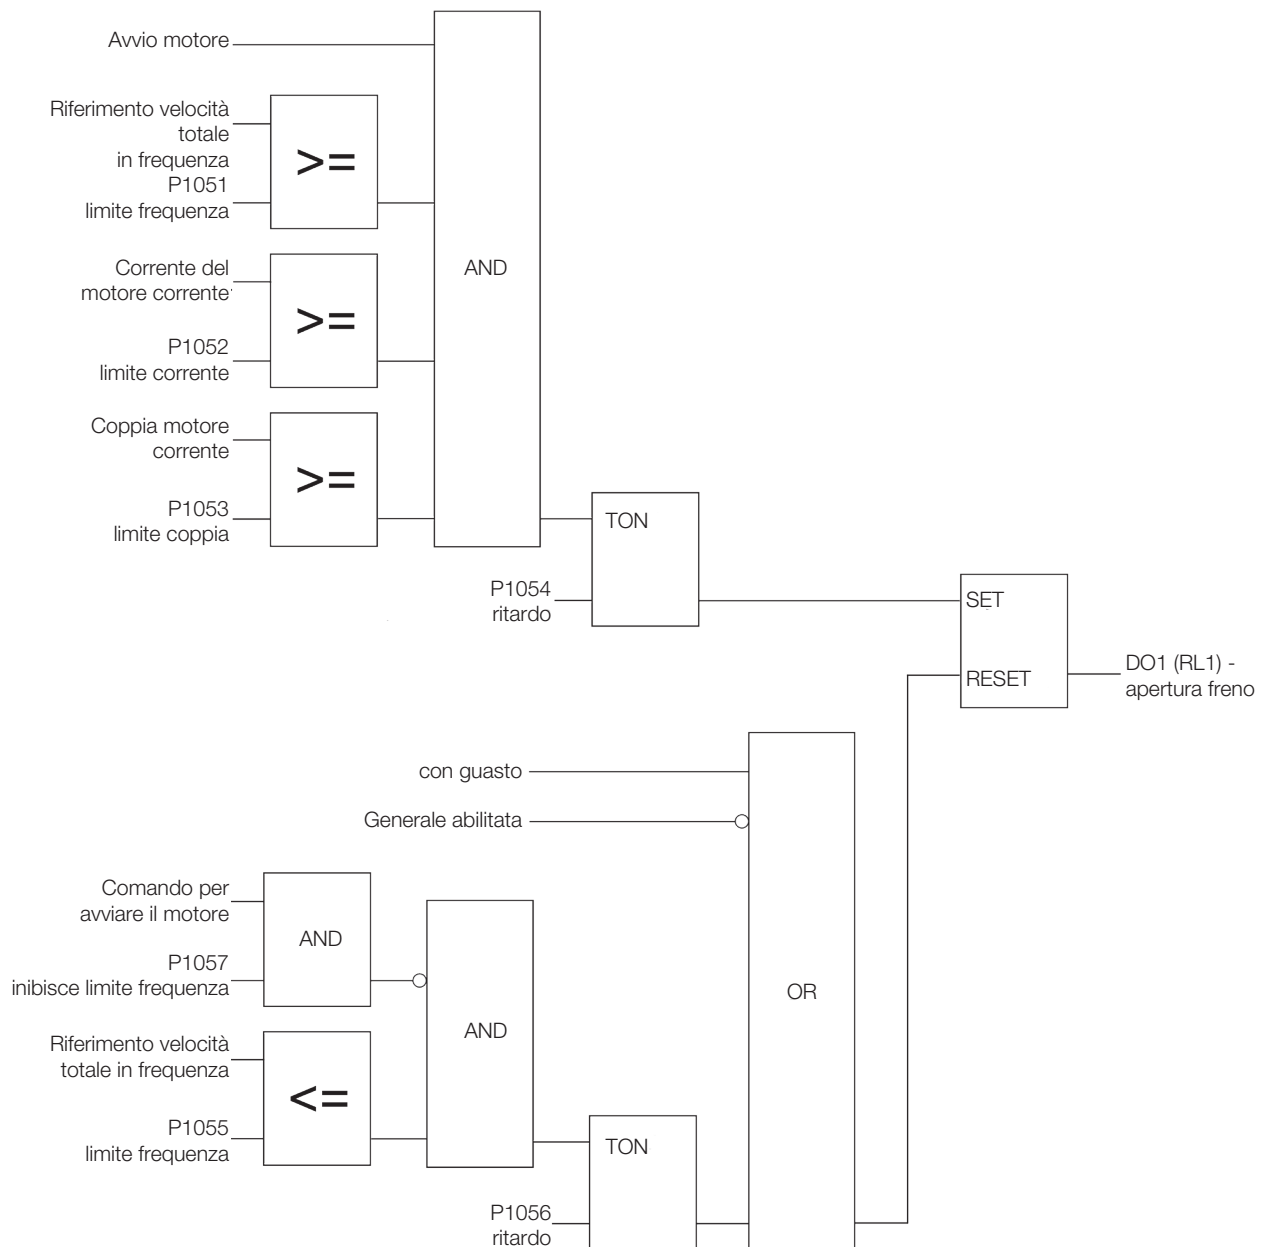 Avvio motore
Riferimento velocità
totale
in frequenza
P1051
limite frequenza
>=
Corrente del
motore corrente
P1052
limite corrente
>=
AND
Coppia motore
corrente
P1053
limite coppia
>=
TON
P1054
ritardo
SET
RESET
DO1 (RL1) -
apertura freno
con guasto
Generale abilitata
Comando per
avviare il motore
P1057
inibisce limite frequenza
AND
AND
OR
Riferimento velocità
totale in frequenza
P1055
limite frequenza
<=
TON
P1056
ritardo